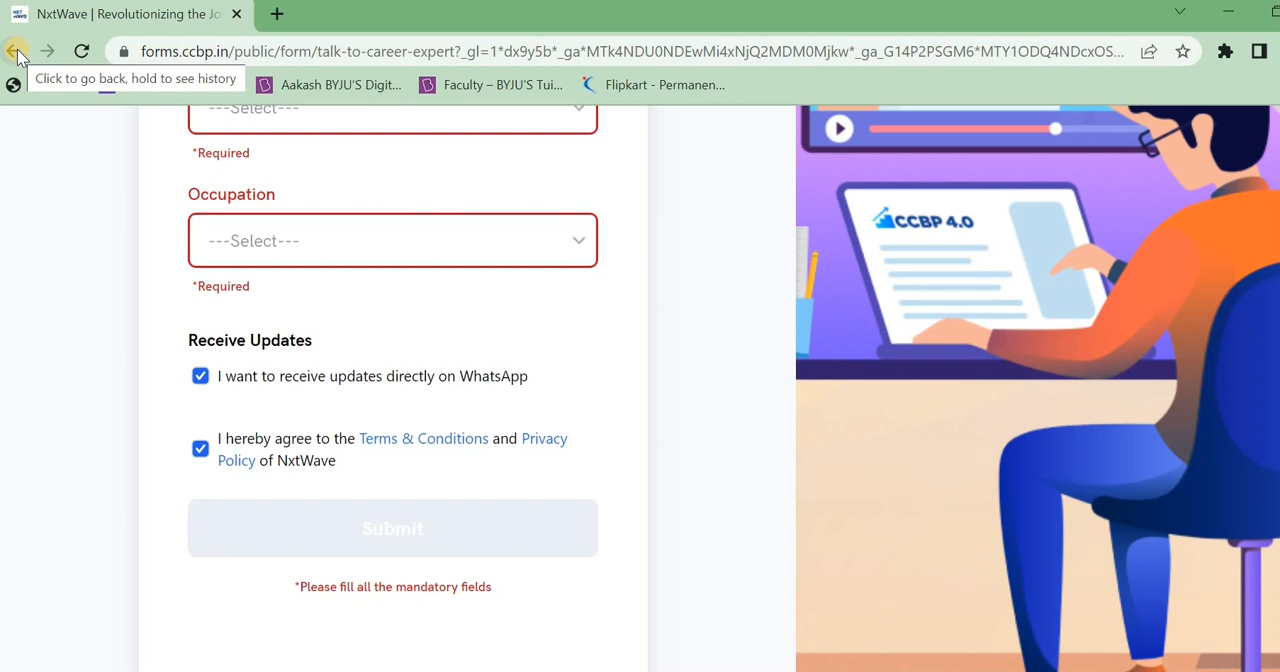 NxtWave | Revolutionizing the Jo
forms.ccbp.in/public/form/talk-to-career-expert?_gl=1*dx9y5b*_ga*MTk4NDU0NDEwMi4xNjQ2MDM0Mjkw*_ga_G14P2PSGM6*MTY1ODQ4NDcxOS...
Click to go back, hold to see history
Aakash BYJU'S Digit...
Faculty – BYJU'S Tui...
Flipkart - Permanen...
---Select---
*Required
Occupation
---Select---
*Required
Receive Updates
I want to receive updates directly on WhatsApp
I hereby agree to the Terms & Conditions and Privacy
Policy of NxtWave
Submit
*Please fill all the mandatory fields
CCBP 4.0